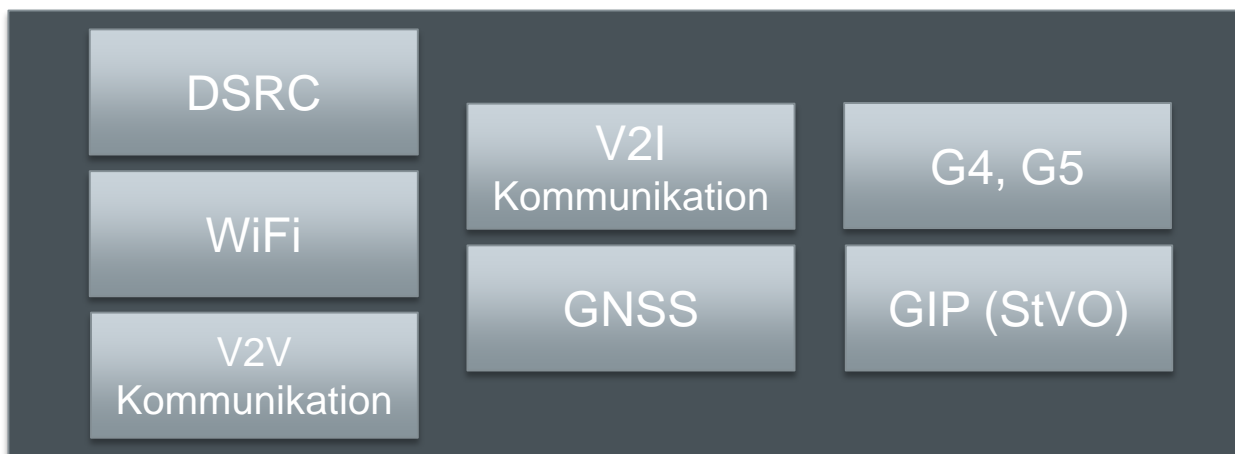 DSRC
WiFi
V2V
Kommunikation
V2I
Kommunikation
GNSS
G4, G5
GIP (StVO)